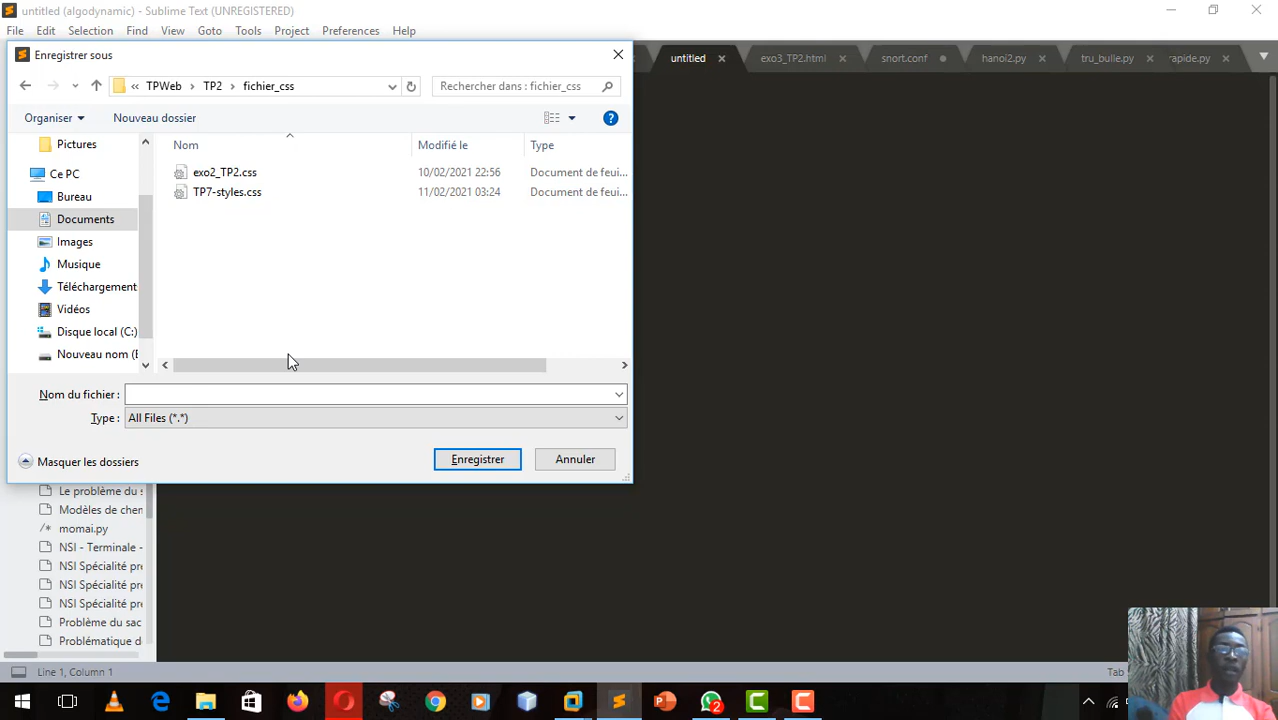 untitled (algodynamic) - Sublime Text (UNREGISTERED)
File Edit Selection Find View Goto Tools Project Preferences Help
Enregistrer sous
untitled exo3_TP2.html snort.conf hanoi2.py tru_bulle.py rapide.py
« TPWeb > TP2 > fichier_css
Rechercher dans : fichier_css
Organiser Nouveau dossier
Pictures
Ce PC
Bureau
Documents
Images
Musique
Téléchargement
Vidéos
Disque local (C:)
Nouveau nom (E
Nom Modifié le Type
exo2_TP2.css 10/02/2021 22:56 Document de feui...
TP7-styles.css 11/02/2021 03:24 Document de feui...
Nom du fichier :
Type : All Files (*.*)
Masquer les dossiers
Enregistrer Annuler
Le problème du s
Modèles de cher
/* momai.py
NSI - Terminale -
NSI Spécialité pre
NSI Spécialité pre
NSI Spécialité pre
Problème du sac
Problématique d
Line 1, Column 1
Tab
2